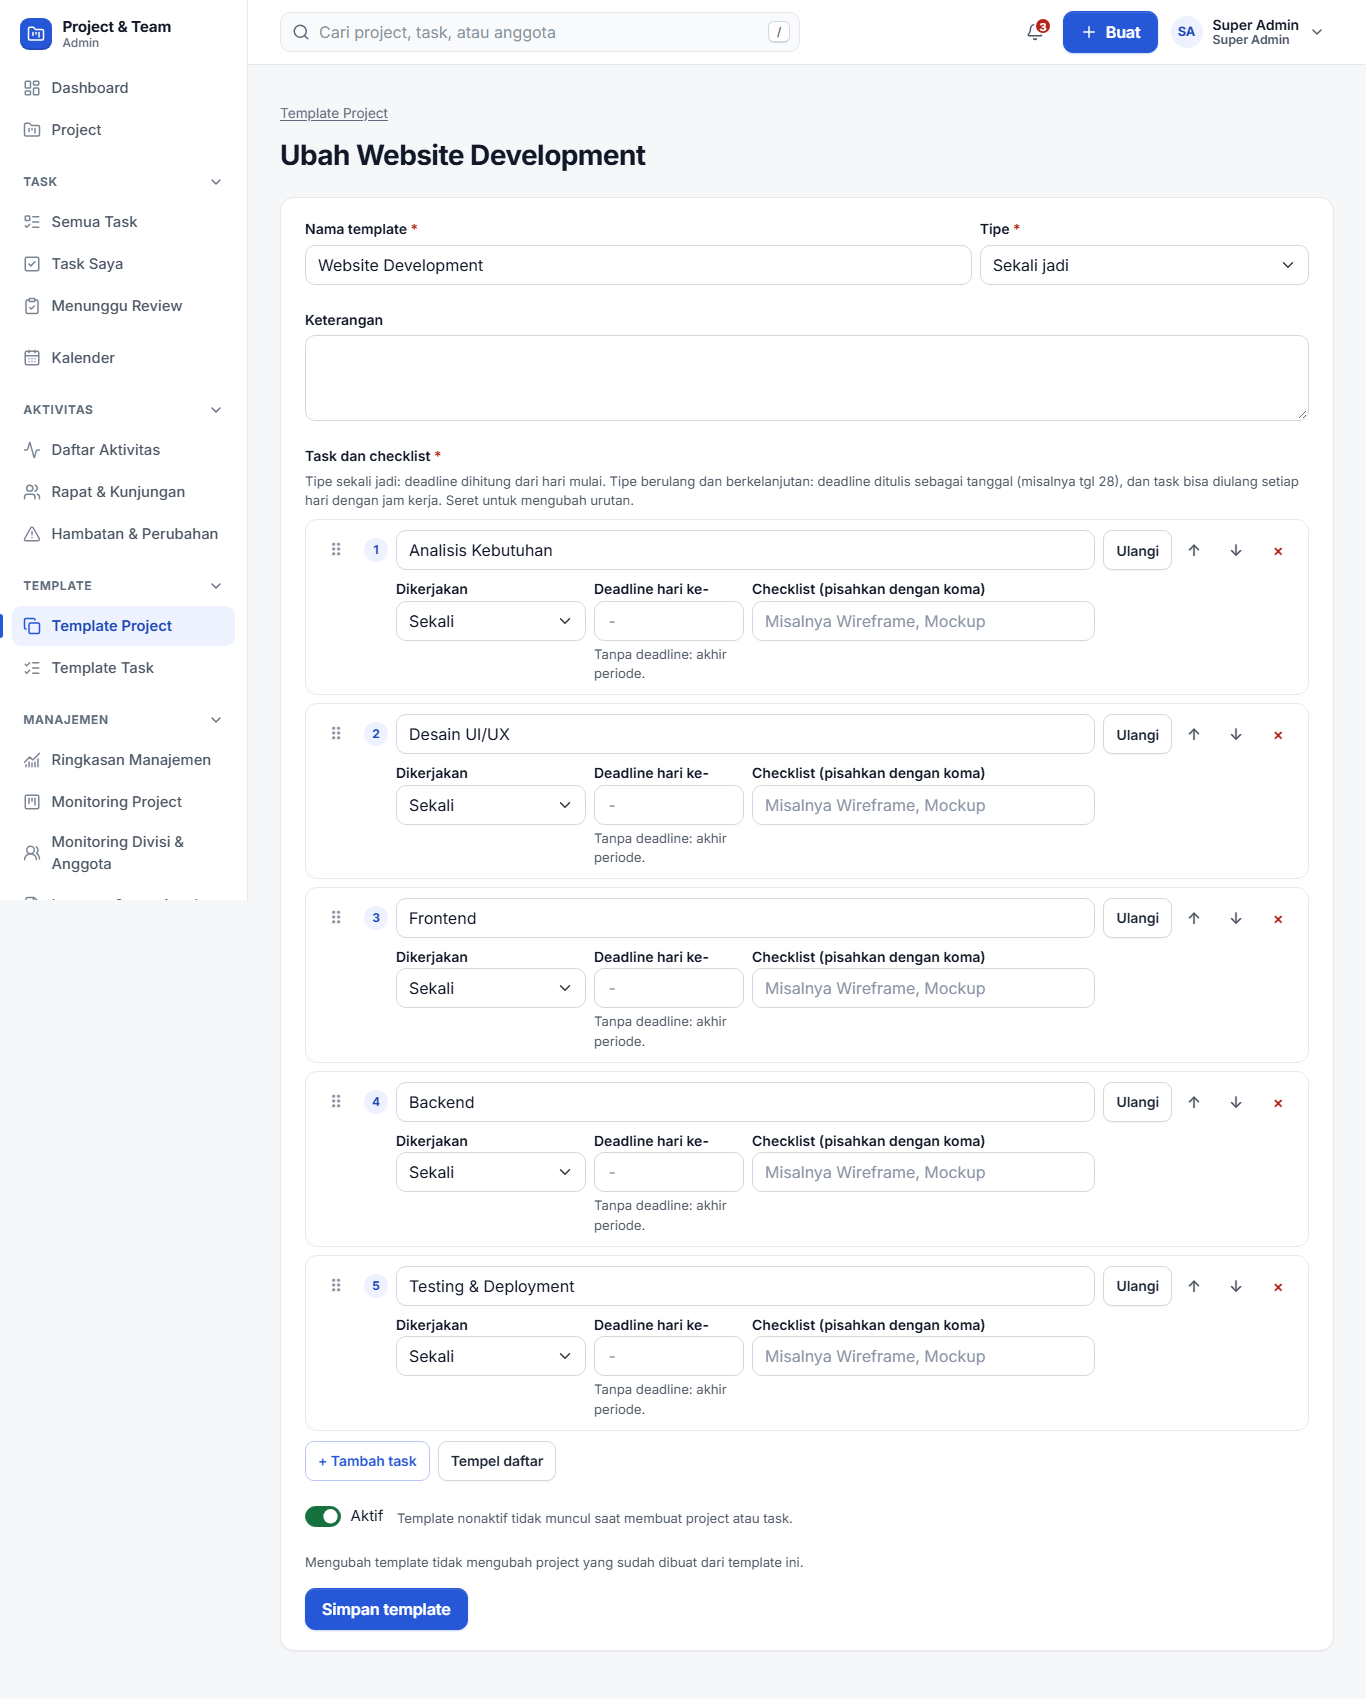 Project & Team
Admin
Dashboard
Project
TASK
Semua Task
Task Saya
Menunggu Review
Kalender
AKTIVITAS
Daftar Aktivitas
Rapat & Kunjungan
Hambatan & Perubahan
TEMPLATE
Template Project
Template Task
MANAJEMEN
Ringkasan Manajemen
Monitoring Project
Monitoring Divisi &
Anggota
Cari project, task, atau anggota
/
3
+ Buat
SA
Super Admin
Super Admin
Template Project
Ubah Website Development
Nama template *
Tipe *
Website Development
Sekali jadi
Keterangan
Task dan checklist *
Tipe sekali jadi: deadline dihitung dari hari mulai. Tipe berulang dan berkelanjutan: deadline ditulis sebagai tanggal (misalnya tgl 28), dan task bisa diulang setiap
hari dengan jam kerja. Seret untuk mengubah urutan.
1 Analisis Kebutuhan Ulangi ↑ ↓ ×
Dikerjakan Deadline hari ke- Checklist (pisahkan dengan koma)
Sekali - Misalnya Wireframe, Mockup
Tanpa deadline: akhir
periode.
2 Desain UI/UX Ulangi ↑ ↓ ×
Dikerjakan Deadline hari ke- Checklist (pisahkan dengan koma)
Sekali - Misalnya Wireframe, Mockup
Tanpa deadline: akhir
periode.
3 Frontend Ulangi ↑ ↓ ×
Dikerjakan Deadline hari ke- Checklist (pisahkan dengan koma)
Sekali - Misalnya Wireframe, Mockup
Tanpa deadline: akhir
periode.
4 Backend Ulangi ↑ ↓ ×
Dikerjakan Deadline hari ke- Checklist (pisahkan dengan koma)
Sekali - Misalnya Wireframe, Mockup
Tanpa deadline: akhir
periode.
5 Testing & Deployment Ulangi ↑ ↓ ×
Dikerjakan Deadline hari ke- Checklist (pisahkan dengan koma)
Sekali - Misalnya Wireframe, Mockup
Tanpa deadline: akhir
periode.
+ Tambah task
Tempel daftar
Aktif Template nonaktif tidak muncul saat membuat project atau task.
Mengubah template tidak mengubah project yang sudah dibuat dari template ini.
Simpan template